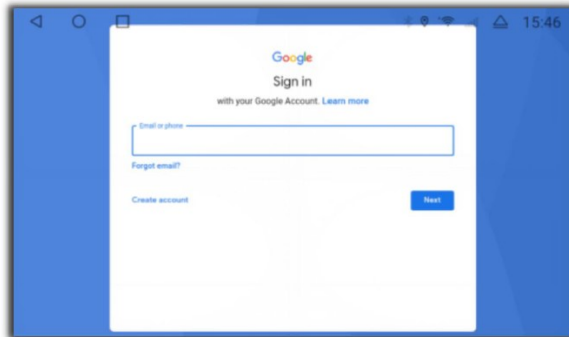 15:46
Google
Sign in
with your Google Account. Learn more
Email or phone
Forgot email?
Create account
Next